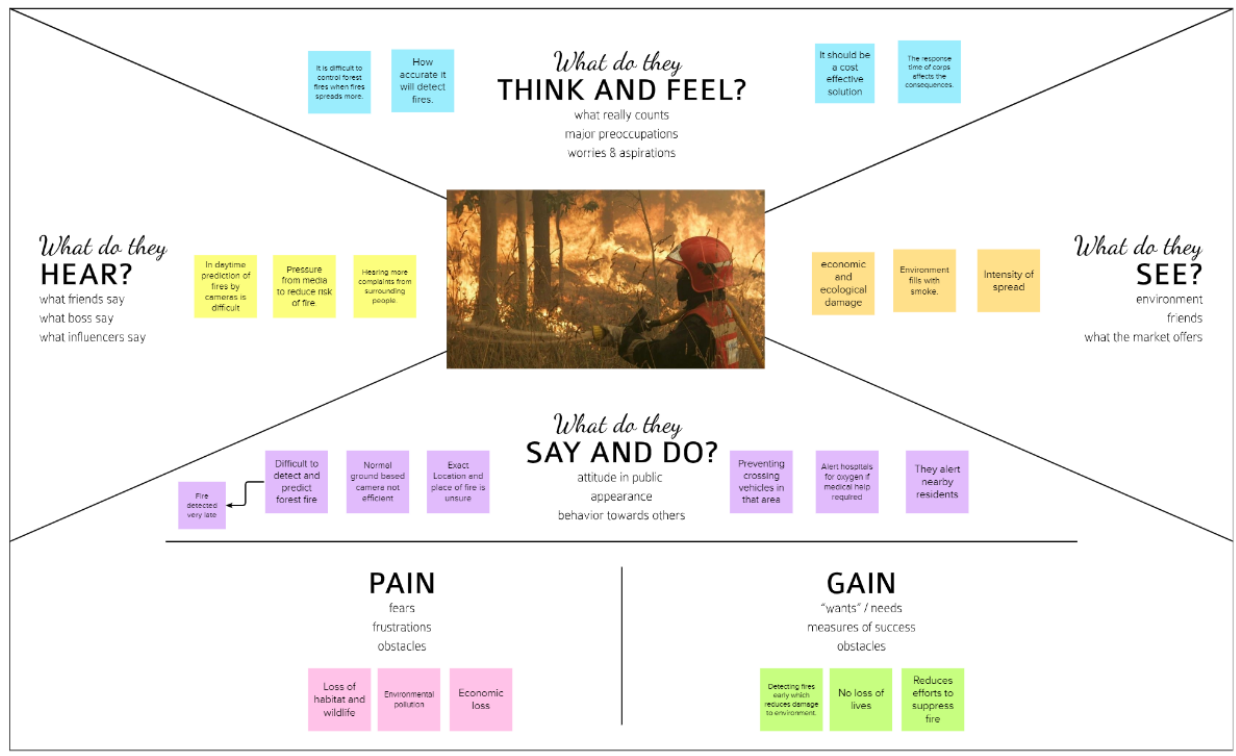 What do they
THINK AND FEEL?
what really counts
major preoccupations
worries & aspirations
It is difficult to
control forest
fires when fires
spreads more.
How
accurate it
will detect
fires.
It should be
a cost
effective
solution
The response
time of corps
affects the
consequences.
What do they
HEAR?
what friends say
what boss say
what influencers say
In daytime
prediction of
fires by
cameras is
difficult
Pressure
from media
to reduce risk
of fire.
Hearing more
complaints from
surrounding
people.
economic
and
ecological
damage
Environment
fills with
smoke.
Intensity of
spread
What do they
SEE?
environment
friends
what the market offers
What do they
SAY AND DO?
attitude in public
appearance
behavior towards others
Fire
detected
very late
Difficult to
detect and
predict
forest fire
Normal
ground based
camera not
efficient
Exact
Location and
place of fire is
unsure
Preventing
crossing
vehicles in
that area
Alert hospitals
for oxygen if
medical help
required
They alert
nearby
residents
PAIN
fears
frustrations
obstacles
Loss of
habitat and
wildlife
Environmental
pollution
Economic
loss
GAIN
"wants" / needs
measures of success
obstacles
Detecting fires
early which
reduces damage
to environment.
No loss of
lives
Reduces
efforts to
suppress
fire